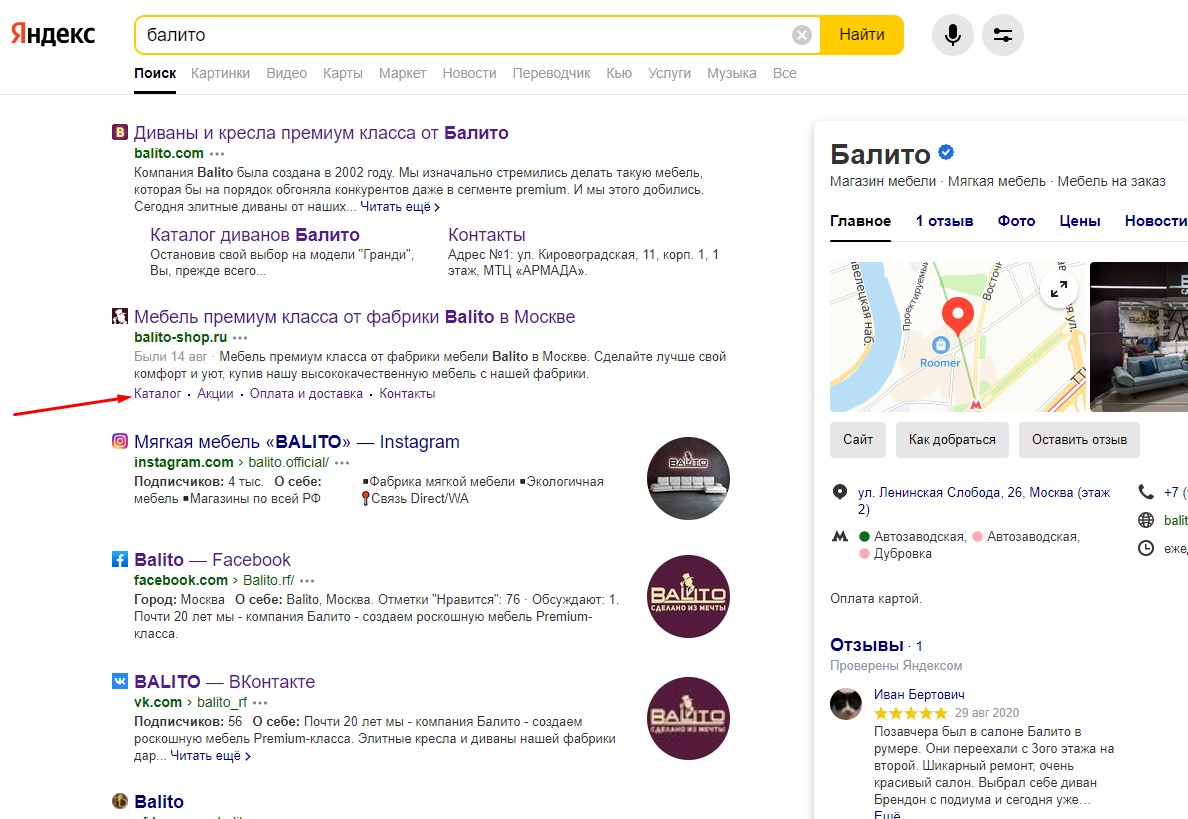 Яндекс
балито
Найти
Поиск Картинки Видео Карты Маркет Новости Переводчик Кью Услуги Музыка Все
Диваны и кресла премиум класса от Балито
balito.com
Компания Balito была создана в 2002 году. Мы изначально стремились делать такую мебель,
которая бы на порядок обгоняла конкурентов даже в сегменте premium. И мы этого добились.
Сегодня элитные диваны от наших... Читать ещё >
Каталог диванов Балито
Остановив свой выбор на модели "Гранди",
Вы, прежде всего...
Контакты
Адрес №1: ул. Кировоградская, 11, корп. 1, 1
этаж, МТЦ «АРМАДА».
Мебель премиум класса от фабрики Balito в Москве
balito-shop.ru
Были 14 авг · Мебель премиум класса от фабрики мебели Balito в Москве. Сделайте лучше свой
комфорт и уют, купив нашу высококачественную мебель с нашей фабрики.
Каталог · Акции · Оплата и доставка · Контакты
Мягкая мебель «BALITO» — Instagram
instagram.com > balito.official/
Подписчиков: 4 тыс. О себе: ▪Фабрика мягкой мебели ▪Экологичная
мебель ▪Магазины по всей РФ 📍Связь Direct/WA
BALITO
Balito — Facebook
facebook.com > Balito.rf/
Город: Москва О себе: Balito, Москва. Отметки "Нравится": 76 · Обсуждают: 1.
Почти 20 лет мы - компания Балито - создаем роскошную мебель Premium-
класса.
BALITO
СДЕЛАНО ИЗ МЕЧТЫ
BALITO — ВКонтакте
vk.com > balito_rf
Подписчиков: 56 О себе: Почти 20 лет мы - компания Балито - создаем
роскошную мебель Premium-класса. Элитные кресла и диваны нашей фабрики
дар... Читать ещё >
BALITO
СДЕЛАНО ИЗ МЕЧТЫ
Balito
Балито
Магазин мебели · Мягкая мебель · Мебель на заказ
Главное 1 отзыв Фото Цены Новости
Проектируемый
Восточ
Roomer
Сайт Как добраться Оставить отзыв
ул. Ленинская Слобода, 26, Москва (этаж
2)
Автозаводская, Автозаводская,
Дубровка
+7 (
balit
еже
Оплата картой.
Отзывы · 1
Проверены Яндексом
Иван Бертович
29 авг 2020
Позавчера был в салоне Балито в
румере. Они переехали с 3ого этажа на
второй. Шикарный ремонт, очень
красивый салон. Выбрал себе диван
Брендон с подиума и сегодня уже…
Ещё